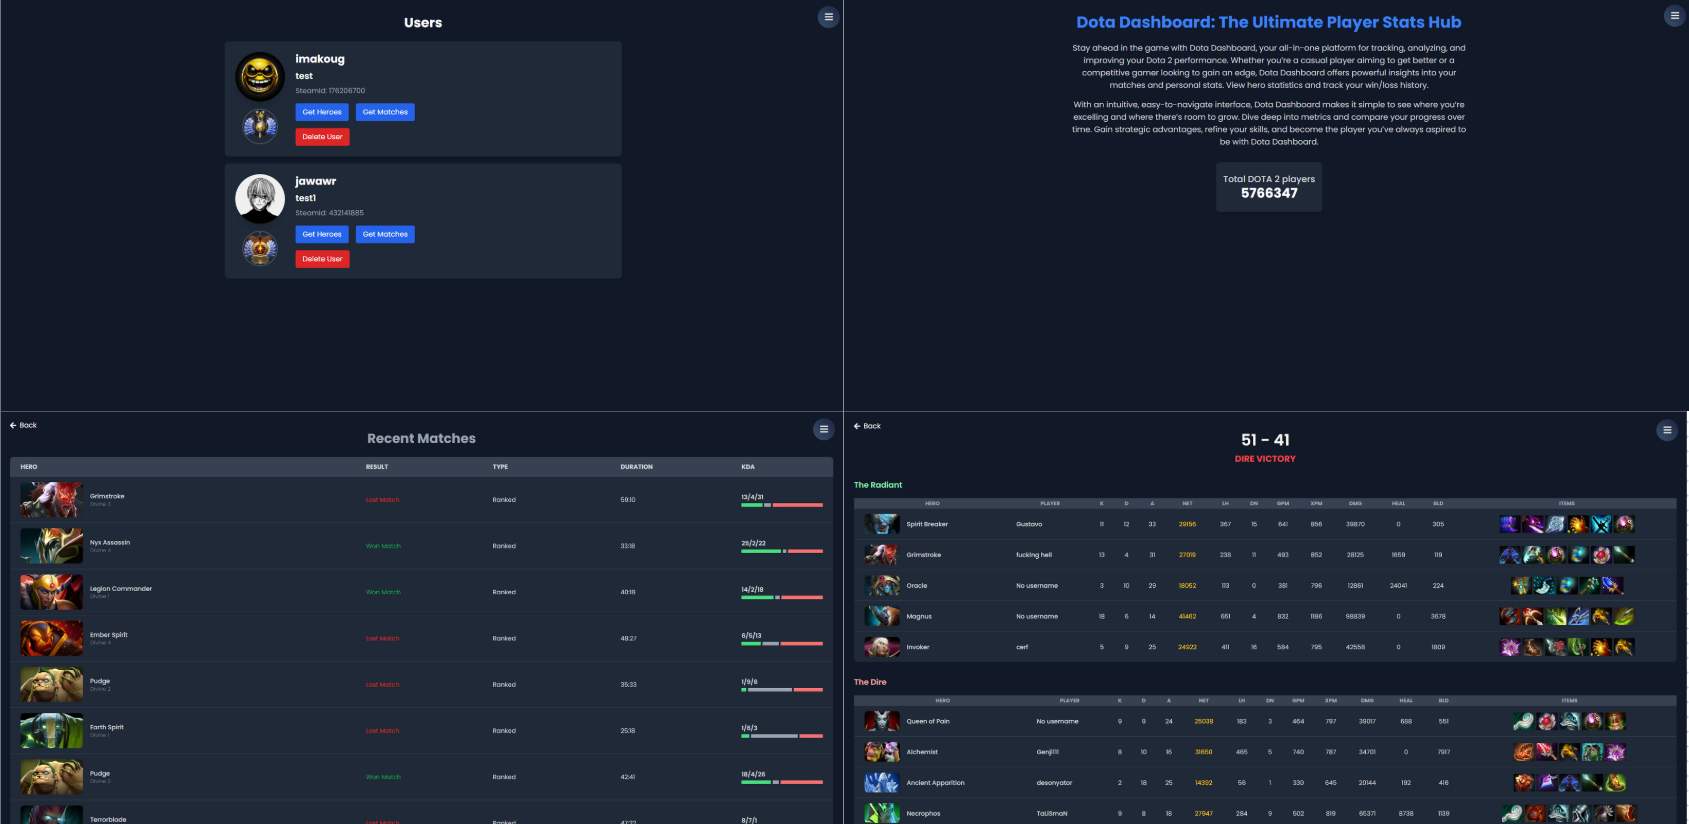 Users
imakoug
test
SteamId: 176206700
Get Heroes Get Matches
Delete User
jawawr
test1
SteamId: 432141885
Get Heroes Get Matches
Delete User
Dota Dashboard: The Ultimate Player Stats Hub
Stay ahead in the game with Dota Dashboard, your all-in-one platform for tracking, analyzing, and
improving your Dota 2 performance. Whether you're a casual player aiming to get better or a
competitive gamer looking to gain an edge, Dota Dashboard offers powerful insights into your
matches and personal stats. View hero statistics and track your win/loss history.
With an intuitive, easy-to-navigate interface, Dota Dashboard makes it simple to see where you're
excelling and where there's room to grow. Dive deep into metrics and compare your progress over
time. Gain strategic advantages, refine your skills, and become the player you've always aspired to
be with Dota Dashboard.
Total DOTA 2 players
5766347
Back
Recent Matches
HERO RESULT TYPE DURATION KDA
Grimstroke Lost Match Ranked 59:10 13/4/31
Divine 3
Nyx Assassin Won Match Ranked 33:18 25/2/22
Divine 4
Legion Commander Won Match Ranked 40:18 14/2/18
Divine 1
Ember Spirit Lost Match Ranked 48:27 6/5/13
Divine 4
Pudge Lost Match Ranked 35:33 1/9/6
Divine 2
Earth Spirit Lost Match Ranked 25:18 1/6/3
Divine 1
Pudge Won Match Ranked 42:41 18/4/26
Divine 3
Terrorblade Lost Match Ranked 47:22 8/7/1
Back
51 - 41
DIRE VICTORY
The Radiant
HERO PLAYER K D A NET LH DN GPM XPM DMG HEAL BLD ITEMS
Spirit Breaker Gustavo 11 12 33 29156 367 15 641 856 39870 0 305
Grimstroke fucking hell 13 4 31 27019 238 11 493 852 28125 1659 119
Oracle No username 3 10 29 18052 113 0 381 796 12861 24041 224
Magnus No username 18 6 14 41462 651 4 832 1186 98839 0 3678
Invoker cerf 5 9 25 24922 411 16 584 795 42558 0 1809
The Dire
HERO PLAYER K D A NET LH DN GPM XPM DMG HEAL BLD ITEMS
Queen of Pain No username 9 9 24 25038 183 3 464 797 39017 688 551
Alchemist 8 10 16 31650 465 5 740 787 34701 0 7917
Ancient Apparition desonyator 2 18 25 14392 56 1 330 645 20144 192 416
Necrophos TaLiSmaN 9 8 18 27947 284 9 502 819 65371 8738 1139